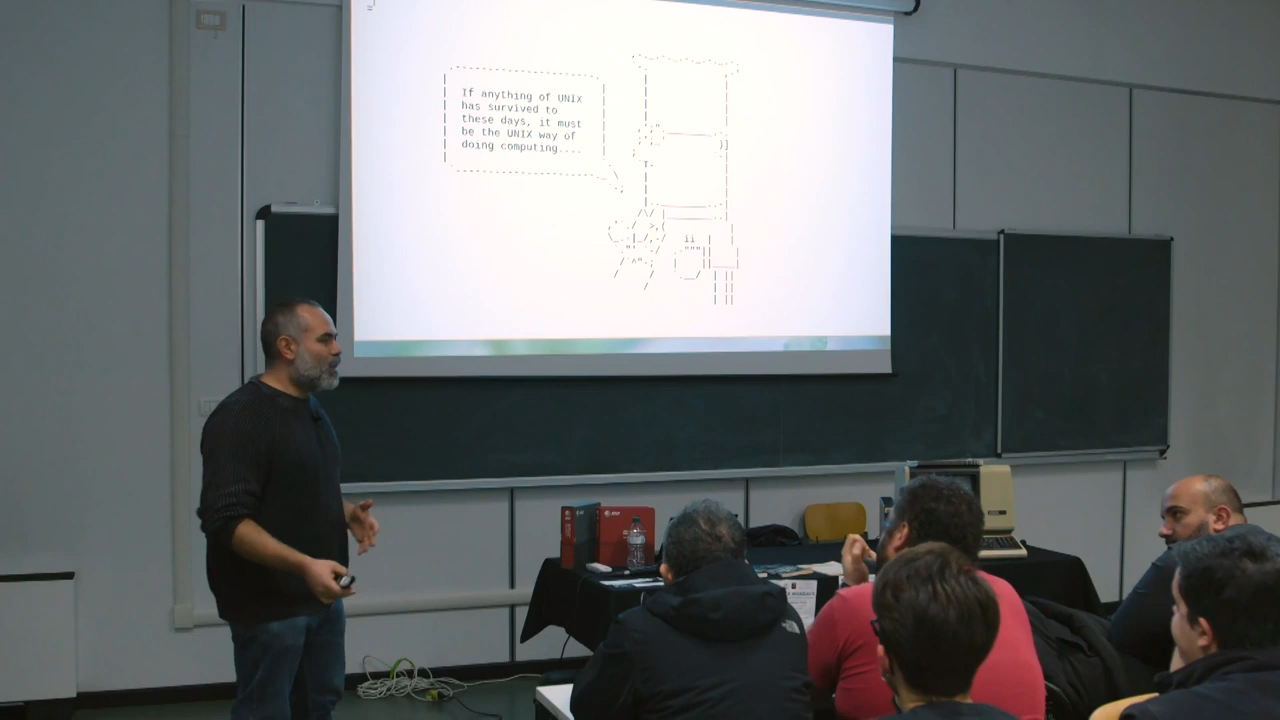 If anything of UNIX
has survived to
these days, it must
be the UNIX way of
doing computing....